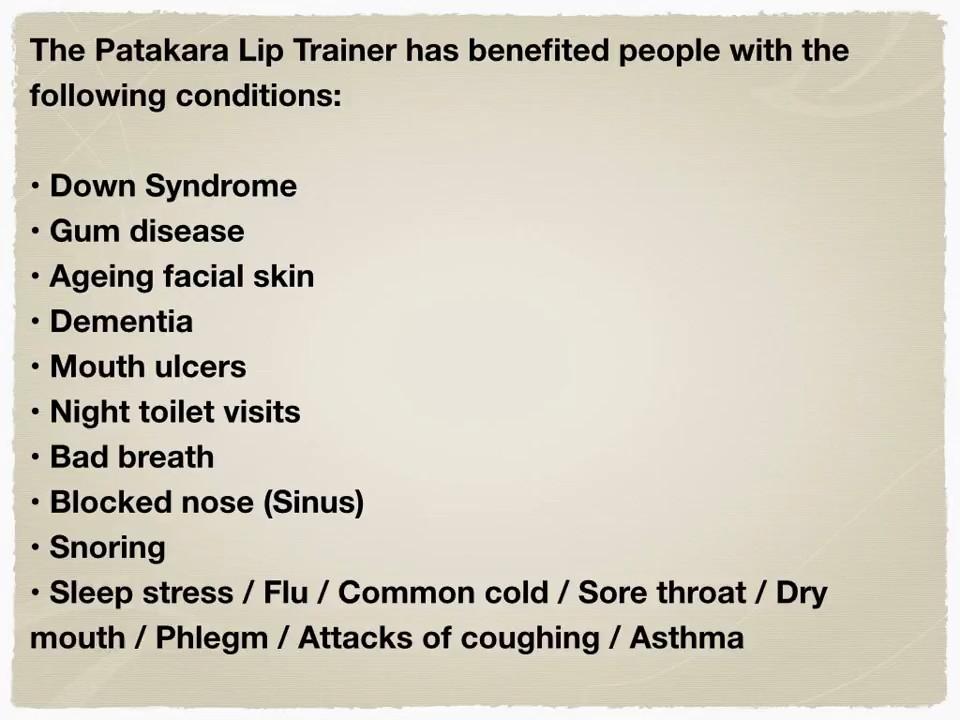 The Patakara Lip Trainer has benefited people with the
following conditions:
• Down Syndrome
• Gum disease
• Ageing facial skin
• Dementia
• Mouth ulcers
• Night toilet visits
• Bad breath
• Blocked nose (Sinus)
• Snoring
• Sleep stress / Flu / Common cold / Sore throat / Dry
mouth / Phlegm / Attacks of coughing / Asthma